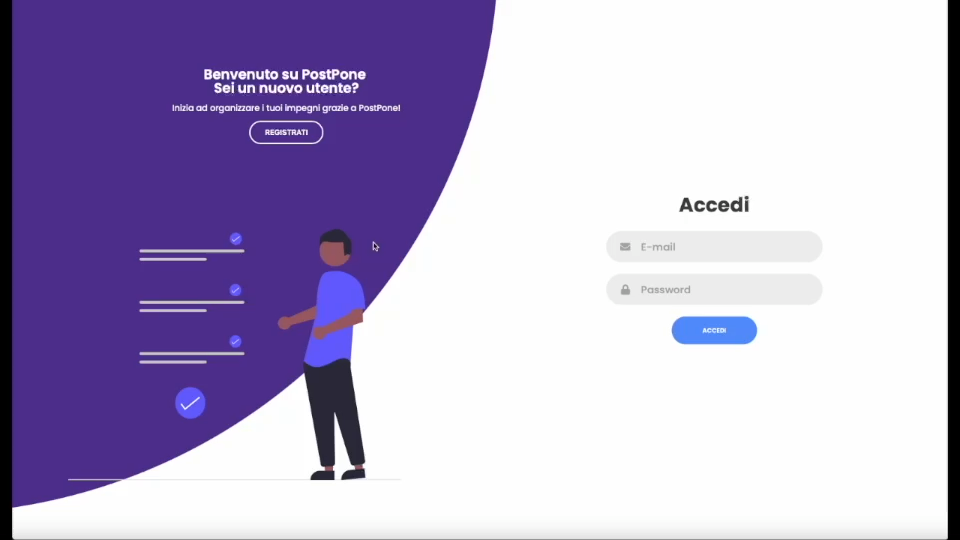 Benvenuto su PostPone
Sei un nuovo utente?
Inizia ad organizzare i tuoi impegni grazie a PostPone!
REGISTRATI
Accedi
E-mail
Password
ACCEDI